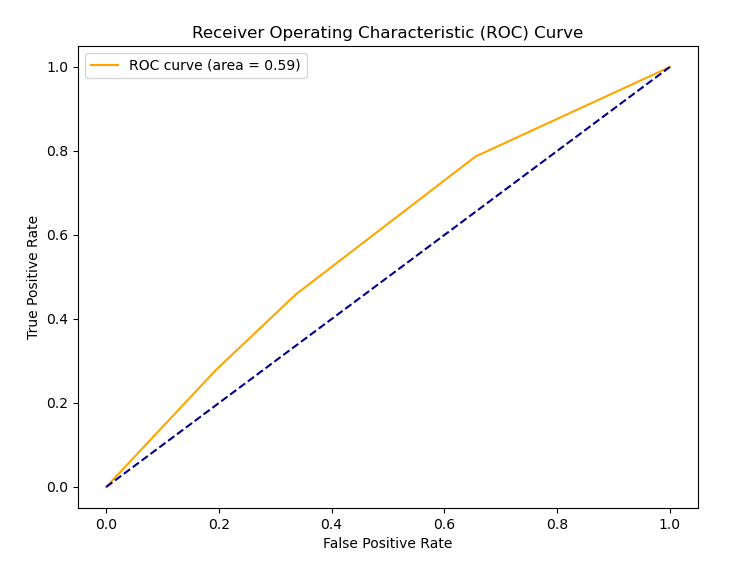 Receiver Operating Characteristic (ROC) Curve
ROC curve (area = 0.59)
1.0
0.8
0.6
0.4
0.2
0.0
True Positive Rate
0.0 0.2 0.4 0.6 0.8 1.0
False Positive Rate